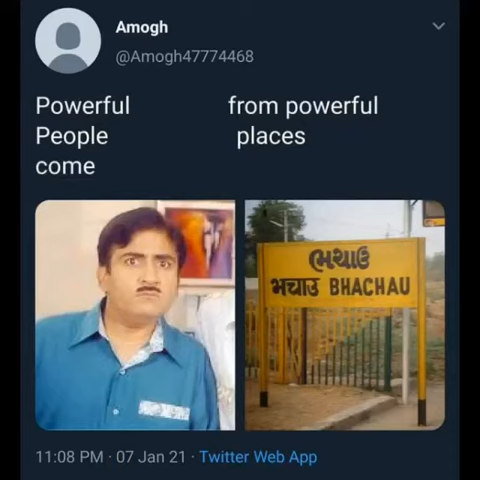 Amogh
@Amogh47774468
Powerful from powerful
People places
come
ભચાઉ
भचाउ BHACHAU
11:08 PM · 07 Jan 21 · Twitter Web App